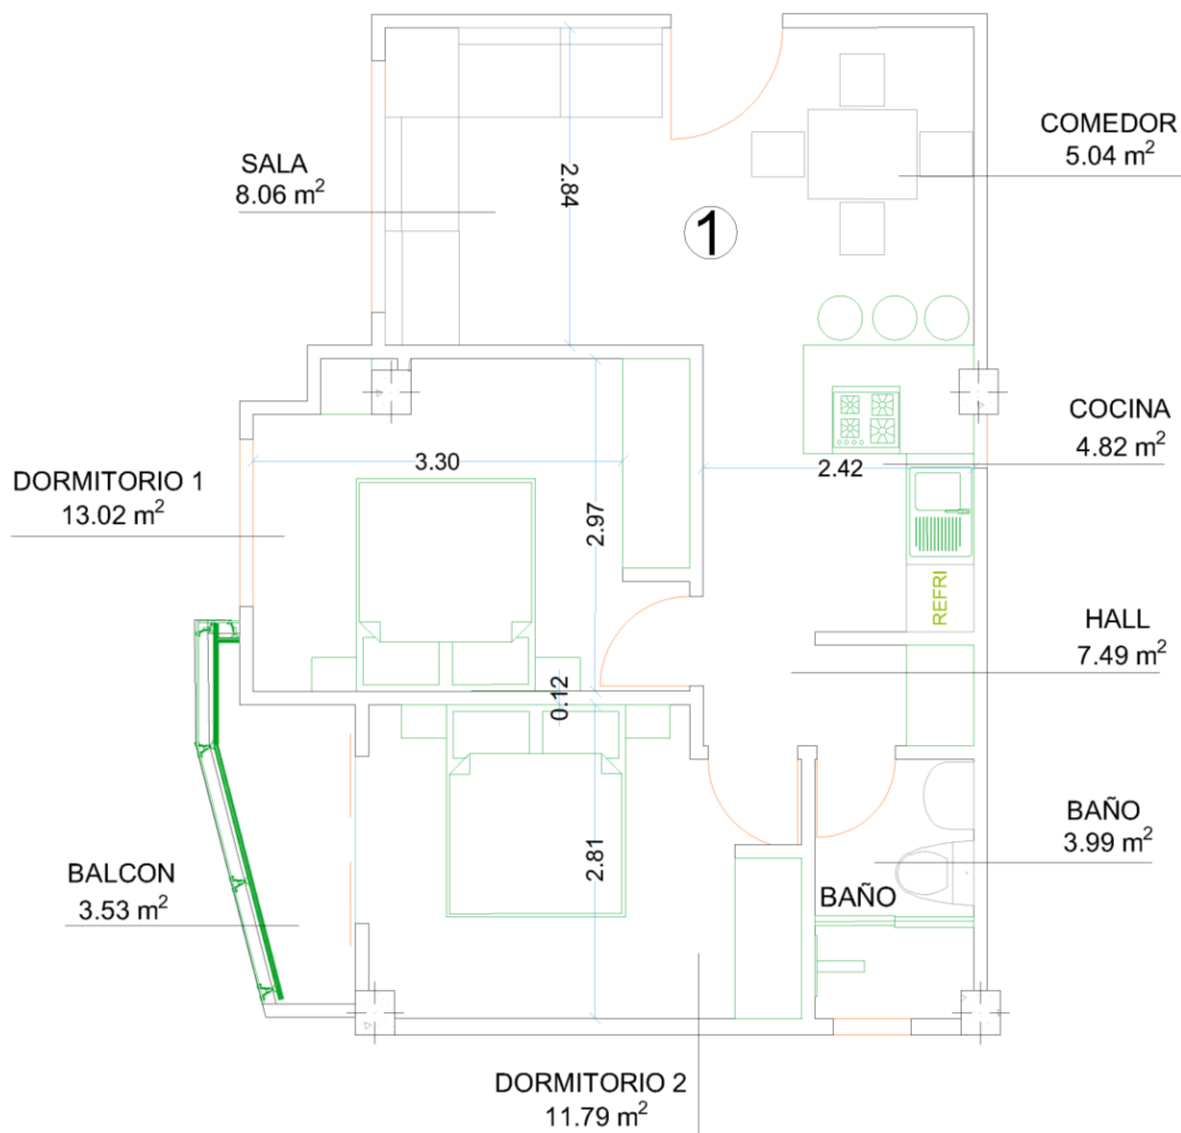 COMEDOR
5.04 m²
SALA
8.06 m²
2.84
1
COCINA
4.82 m²
3.30
2.42
DORMITORIO 1
13.02 m²
2.97
REFRI
HALL
7.49 m²
0.12
BAÑO
3.99 m²
2.81
BALCON
3.53 m²
BAÑO
DORMITORIO 2
11.79 m²